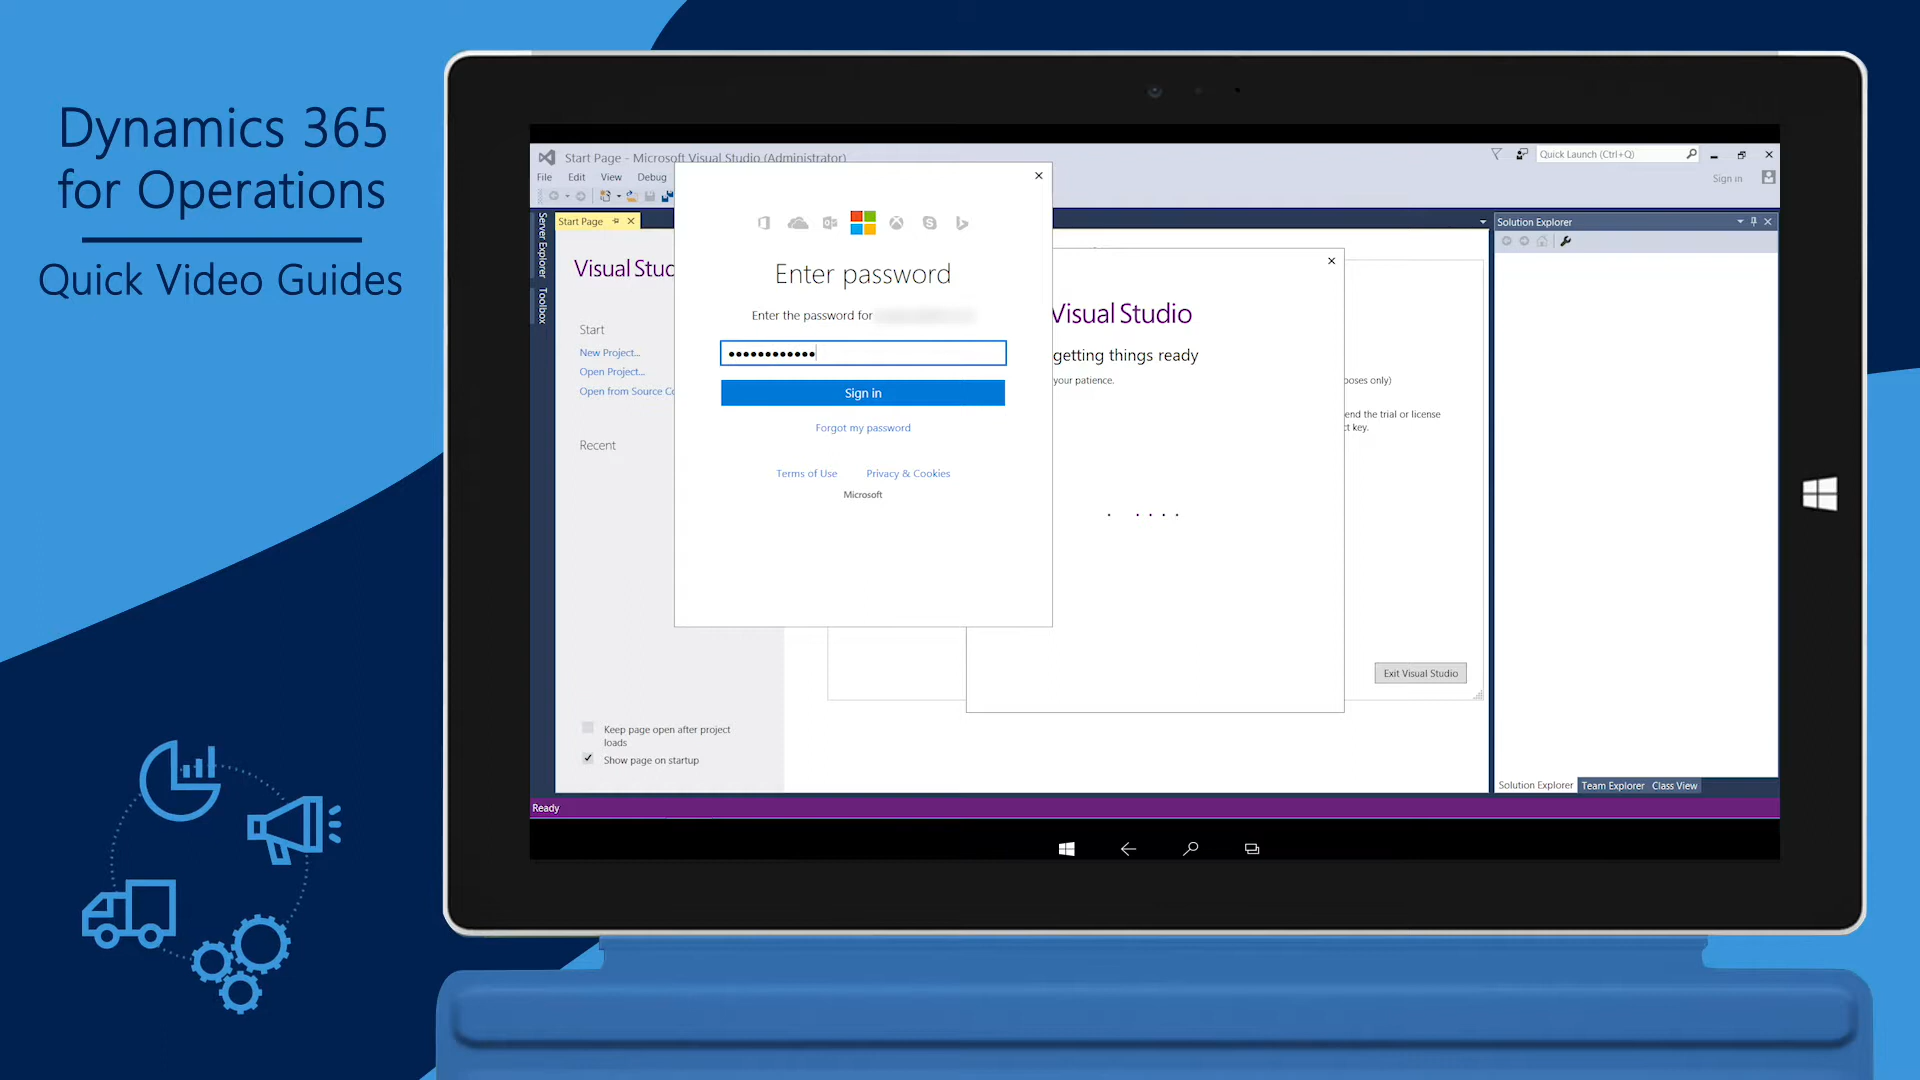 Dynamics 365
for Operations
Quick Video Guides
Start Page - Microsoft Visual Studio (Administrator)
Quick Launch (Ctrl+Q)
File Edit View Debug
Sign in
Server Explorer
Toolbox
Start Page
Solution Explorer
Visual
Start
New Project...
Open Project...
Open from Source
Recent
Keep page open after project
loads
Show page on startup
Enter password
Enter the password for
Sign in
Forgot my password
Terms of Use Privacy & Cookies
Microsoft
Visual Studio
getting things ready
your patience.
only)
the trial or license
key.
Exit Visual Studio
Solution Explorer Team Explorer Class View
Ready